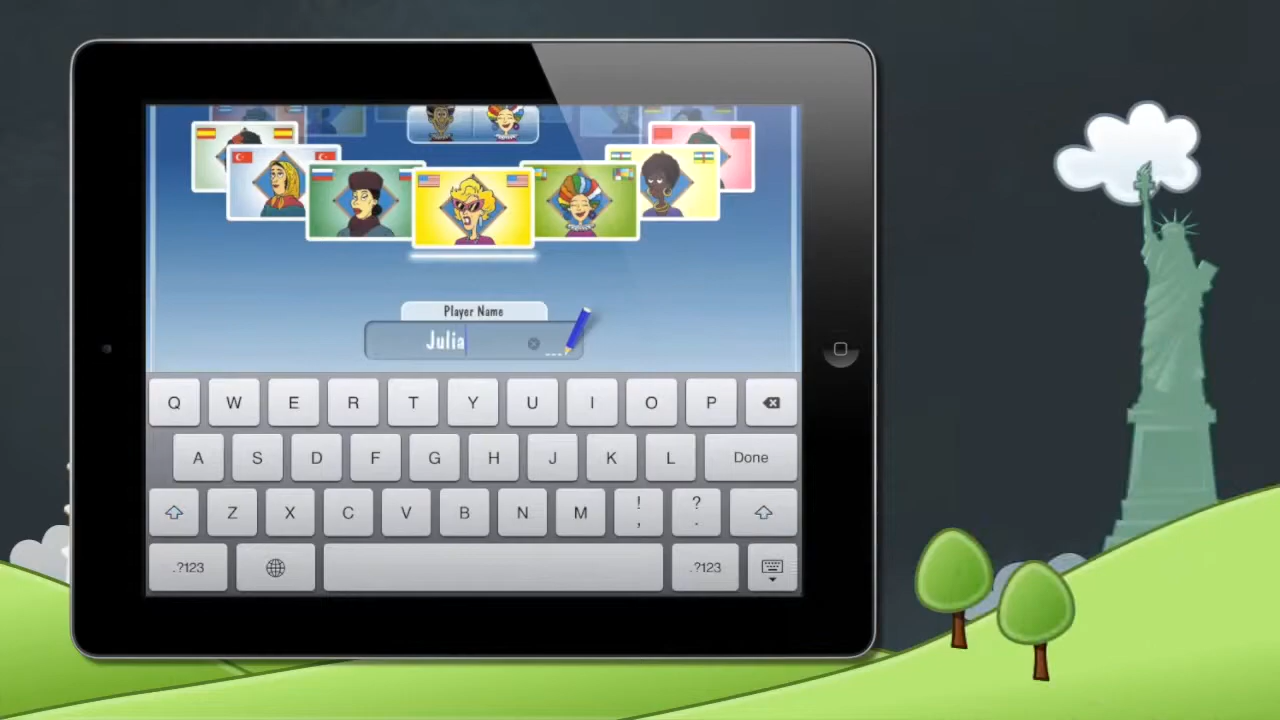 Player Name
Julia
Q W E R T Y U I O P
A S D F G H J K L Done
Z X C V B N M ! , ? .
.?123 .?123